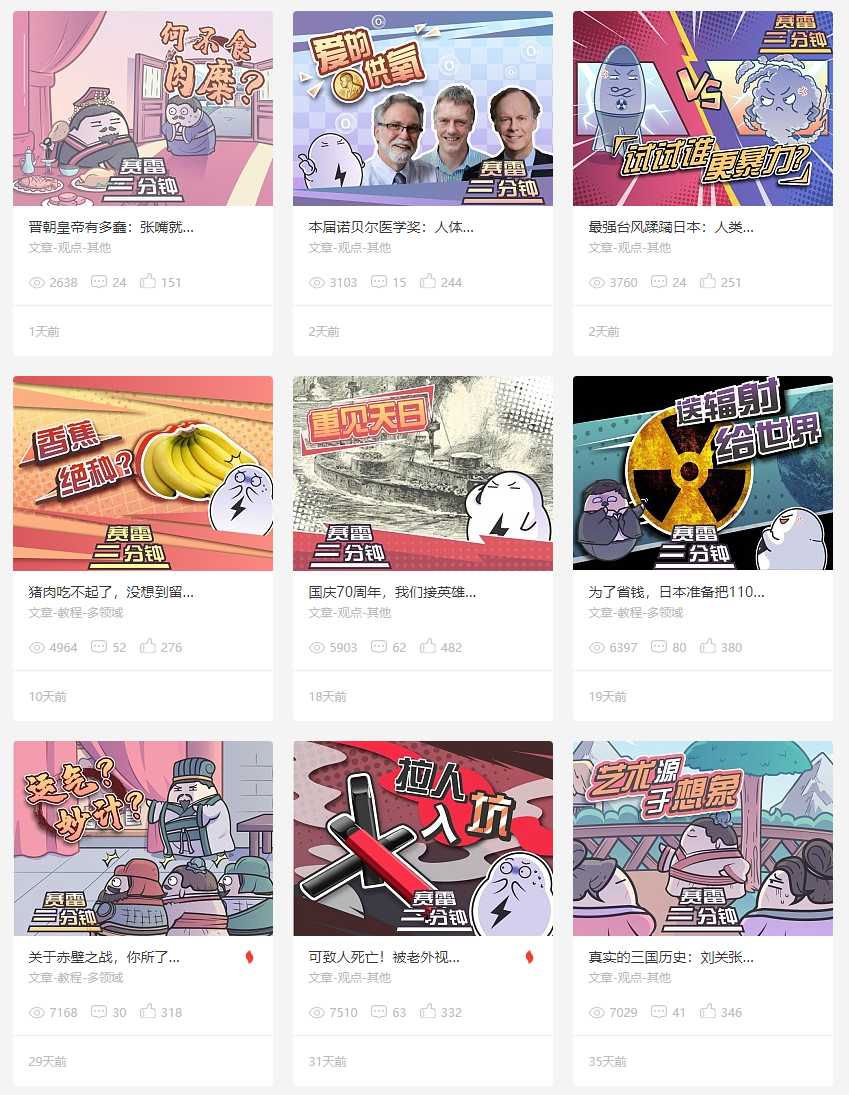 何不食
肉糜?
赛雷
三分钟
晋朝皇帝有多蠢：张嘴就...
文章-观点-其他
2638 24 151
1天前
爱的
供氧
赛雷
三分钟
本届诺贝尔医学奖：人体...
文章-观点-其他
3103 15 244
2天前
赛雷
三分钟
VS
「试试谁
更暴力?」
最强台风蹂躏日本：人类...
文章-观点-其他
3760 24 251
2天前
香蕉
绝种?
赛雷
三分钟
猪肉吃不起了，没想到留...
文章-教程-多领域
4964 52 276
10天前
重见天日
赛雷
三分钟
国庆70周年，我们接英雄...
文章-观点-其他
5903 62 482
18天前
送辐射
给世界
赛雷
三分钟
为了省钱，日本准备把110...
文章-教程-多领域
6397 80 380
19天前
运气?
妙计?
赛雷
三分钟
关于赤壁之战，你所了...
文章-教程-多领域
7168 30 318
29天前
拉人
入坑
赛雷
三分钟
可致人死亡！被老外视...
文章-观点-其他
7510 63 332
31天前
艺术源
于想象
赛雷
三分钟
真实的三国历史：刘关张...
文章-观点-其他
7029 41 346
35天前